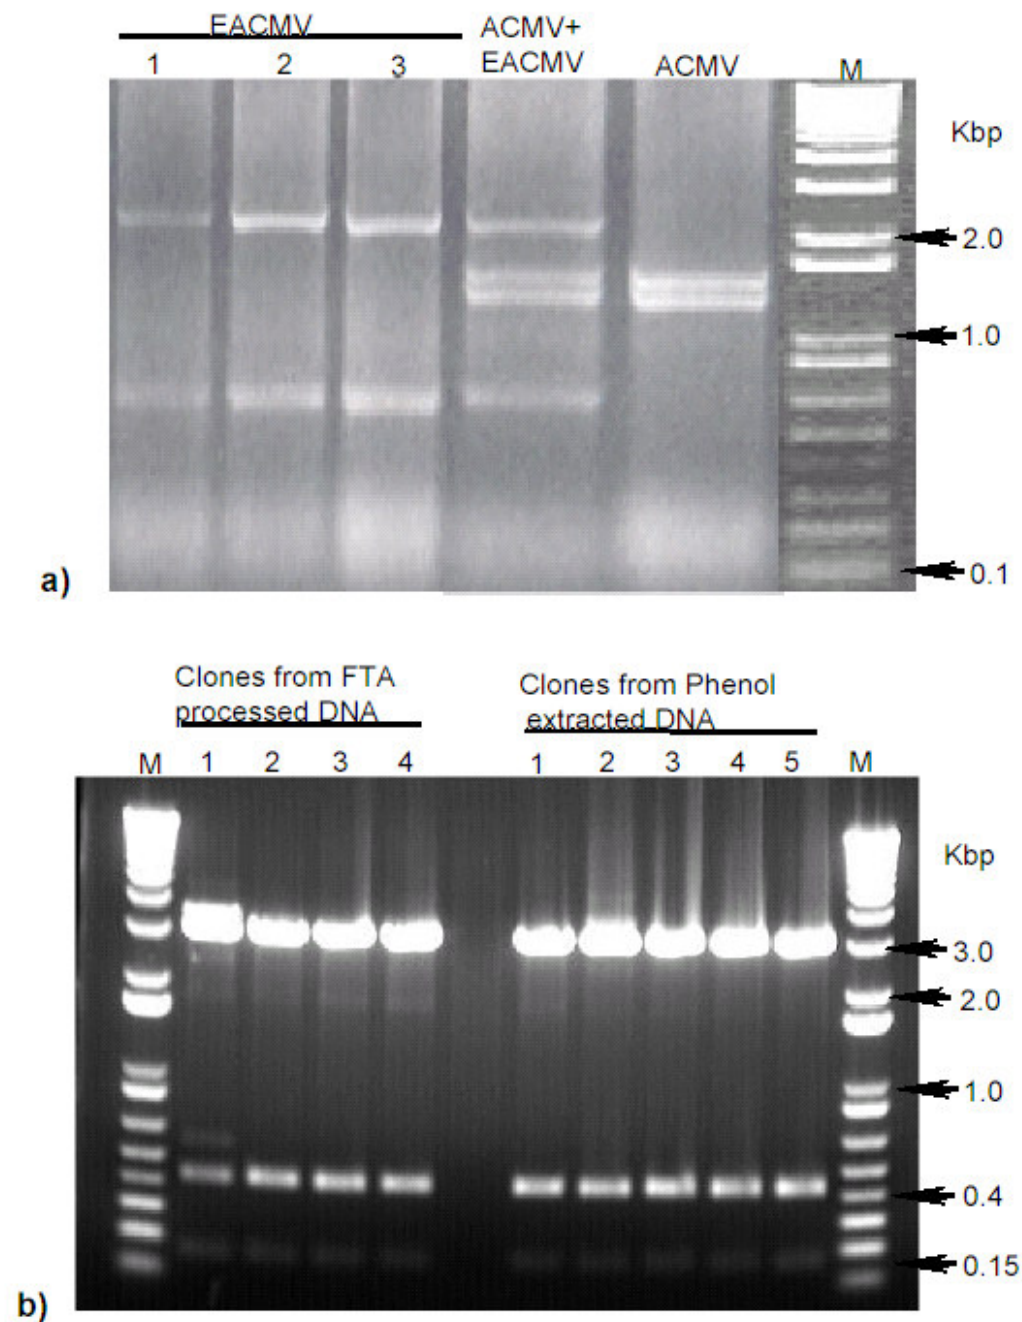 EACMV
ACMV+
EACMV
1 2 3 ACMV M
Kbp
2.0
1.0
0.1
a)
Clones from FTA
processed DNA
Clones from Phenol
extracted DNA
M 1 2 3 4 1 2 3 4 5 M
Kbp
3.0
2.0
1.0
0.4
0.15
b)